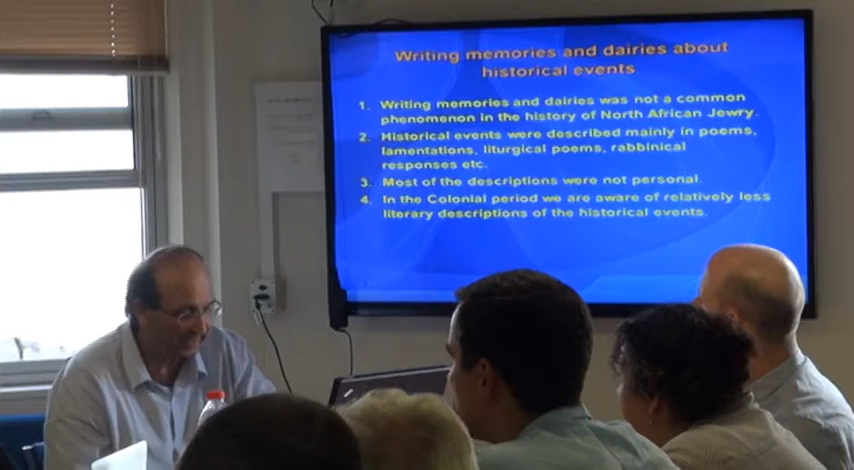 Writing memories and dairies about
historical events
1. Writing memories and dairies was not a common
phenomenon in the history of North African Jewry.
2. Historical events were described mainly in poems,
lamentations, liturgical poems, rabbinical
responses etc.
3. Most of the descriptions were not personal.
4. In the Colonial period we are aware of relatively less
literary descriptions of the historical events.